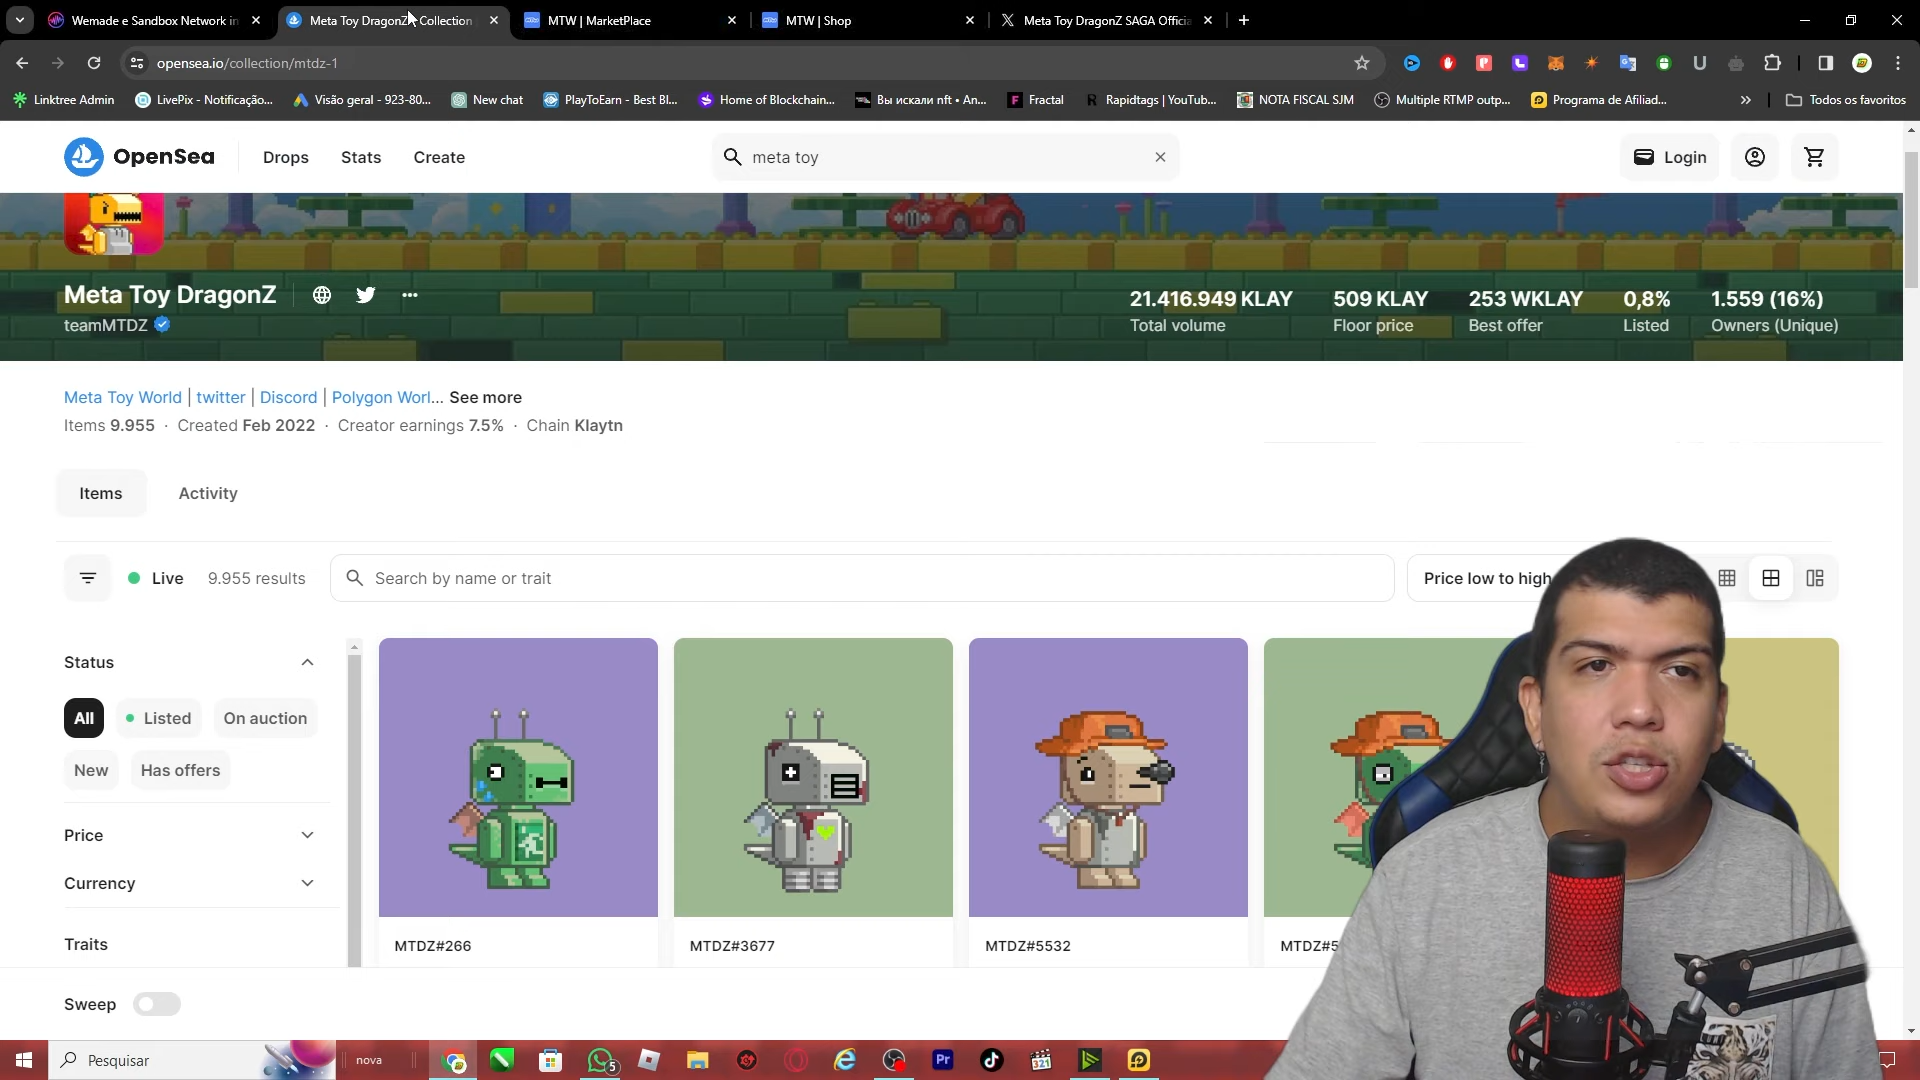 Wemade e Sandbox Network in
Meta Toy DragonZ - Collection
MTW | MarketPlace
MTW | Shop
Meta Toy DragonZ SAGA Officia
opensea.io/collection/mtdz-1
Linktree Admin
LivePix - Notificação...
Visão geral - 923-80...
New chat
PlayToEarn - Best Bl...
Home of Blockchain...
Вы искали nft • An...
Fractal
Rapidtags | YouTub...
NOTA FISCAL SJM
Multiple RTMP outp...
Programa de Afiliad...
Todos os favoritos
OpenSea
Drops
Stats
Create
meta toy
Login
Meta Toy DragonZ
teamMTDZ
21.416.949 KLAY
Total volume
509 KLAY
Floor price
253 WKLAY
Best offer
0,8%
Listed
1.559 (16%)
Owners (Unique)
Meta Toy World | twitter | Discord | Polygon Worl... See more
Items 9.955 · Created Feb 2022 · Creator earnings 7.5% · Chain Klaytn
Items
Activity
Live
9.955 results
Search by name or trait
Price low to high
Status
All
Listed
On auction
New
Has offers
Price
Currency
Traits
MTDZ#266
MTDZ#3677
MTDZ#5532
MTDZ#5
Sweep
Pesquisar
nova
5
Pr
321